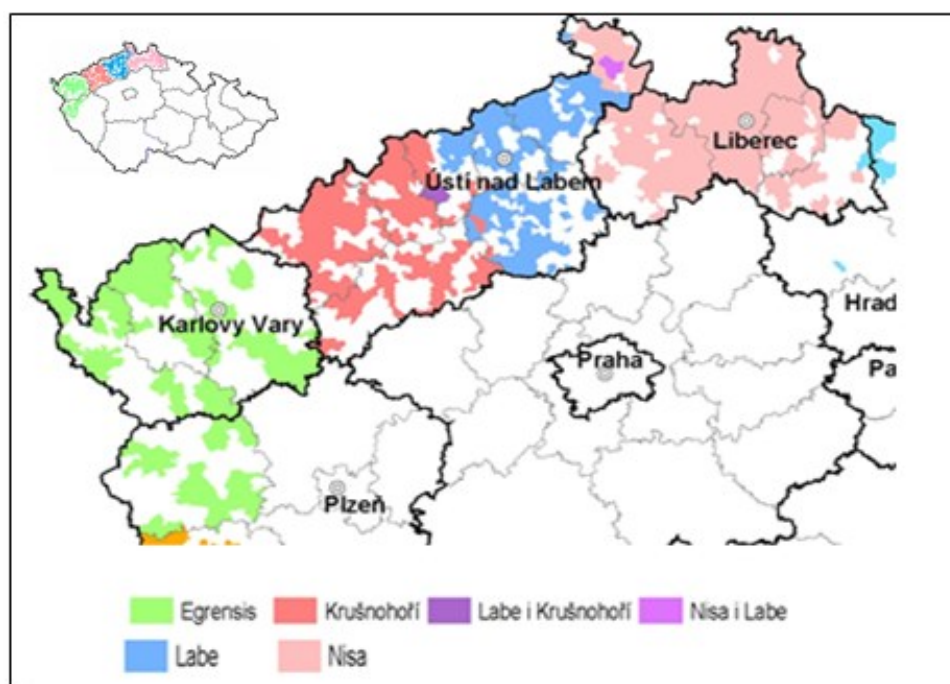 Liberec
Ústí nad Labem
Karlovy Vary
Hrad
Praha
Pa
Plzeň
Egrensis
Krušnohoří
Labe i Krušnohoří
Nisa i Labe
Labe
Nisa